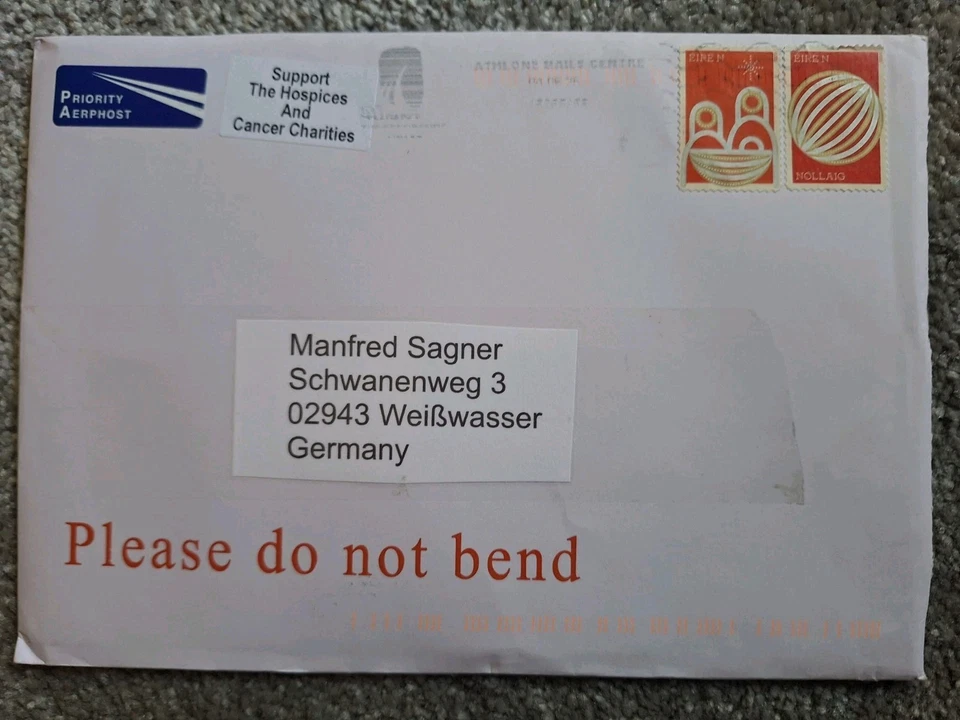 PRIORITY
AERPHOST
Support
The Hospices
And
Cancer Charities
ATHLONE MAILS CENTRE
ÉIRE N
ÉIRE N
NOLLAIG
Manfred Sagner
Schwanenweg 3
02943 Weißwasser
Germany
Please do not bend